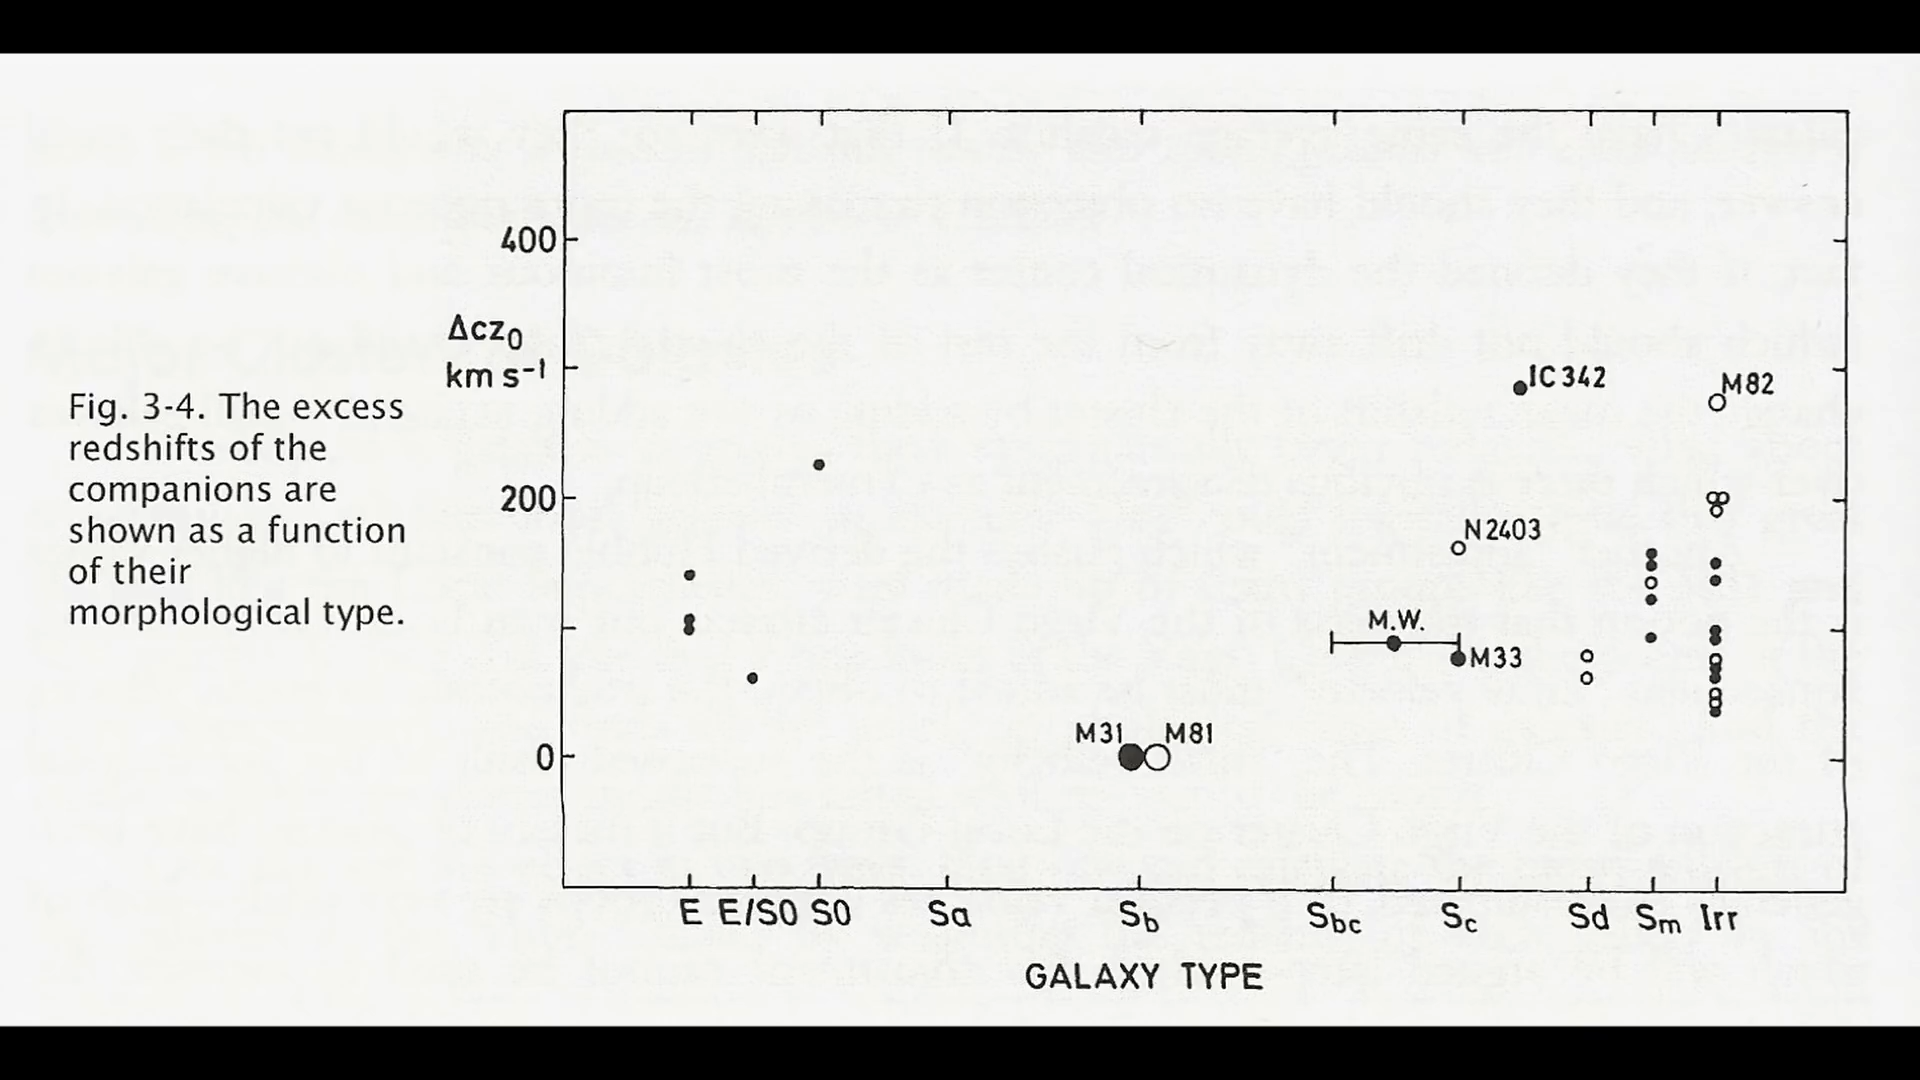 Fig. 3-4. The excess
redshifts of the
companions are
shown as a function
of their
morphological type.
400
Δcz₀
km s⁻¹
200
0
IC 342
M82
N2403
M.W.
M33
M31
M81
E E/S0 S0 Sa Sb Sbc Sc Sd Sm Irr
GALAXY TYPE